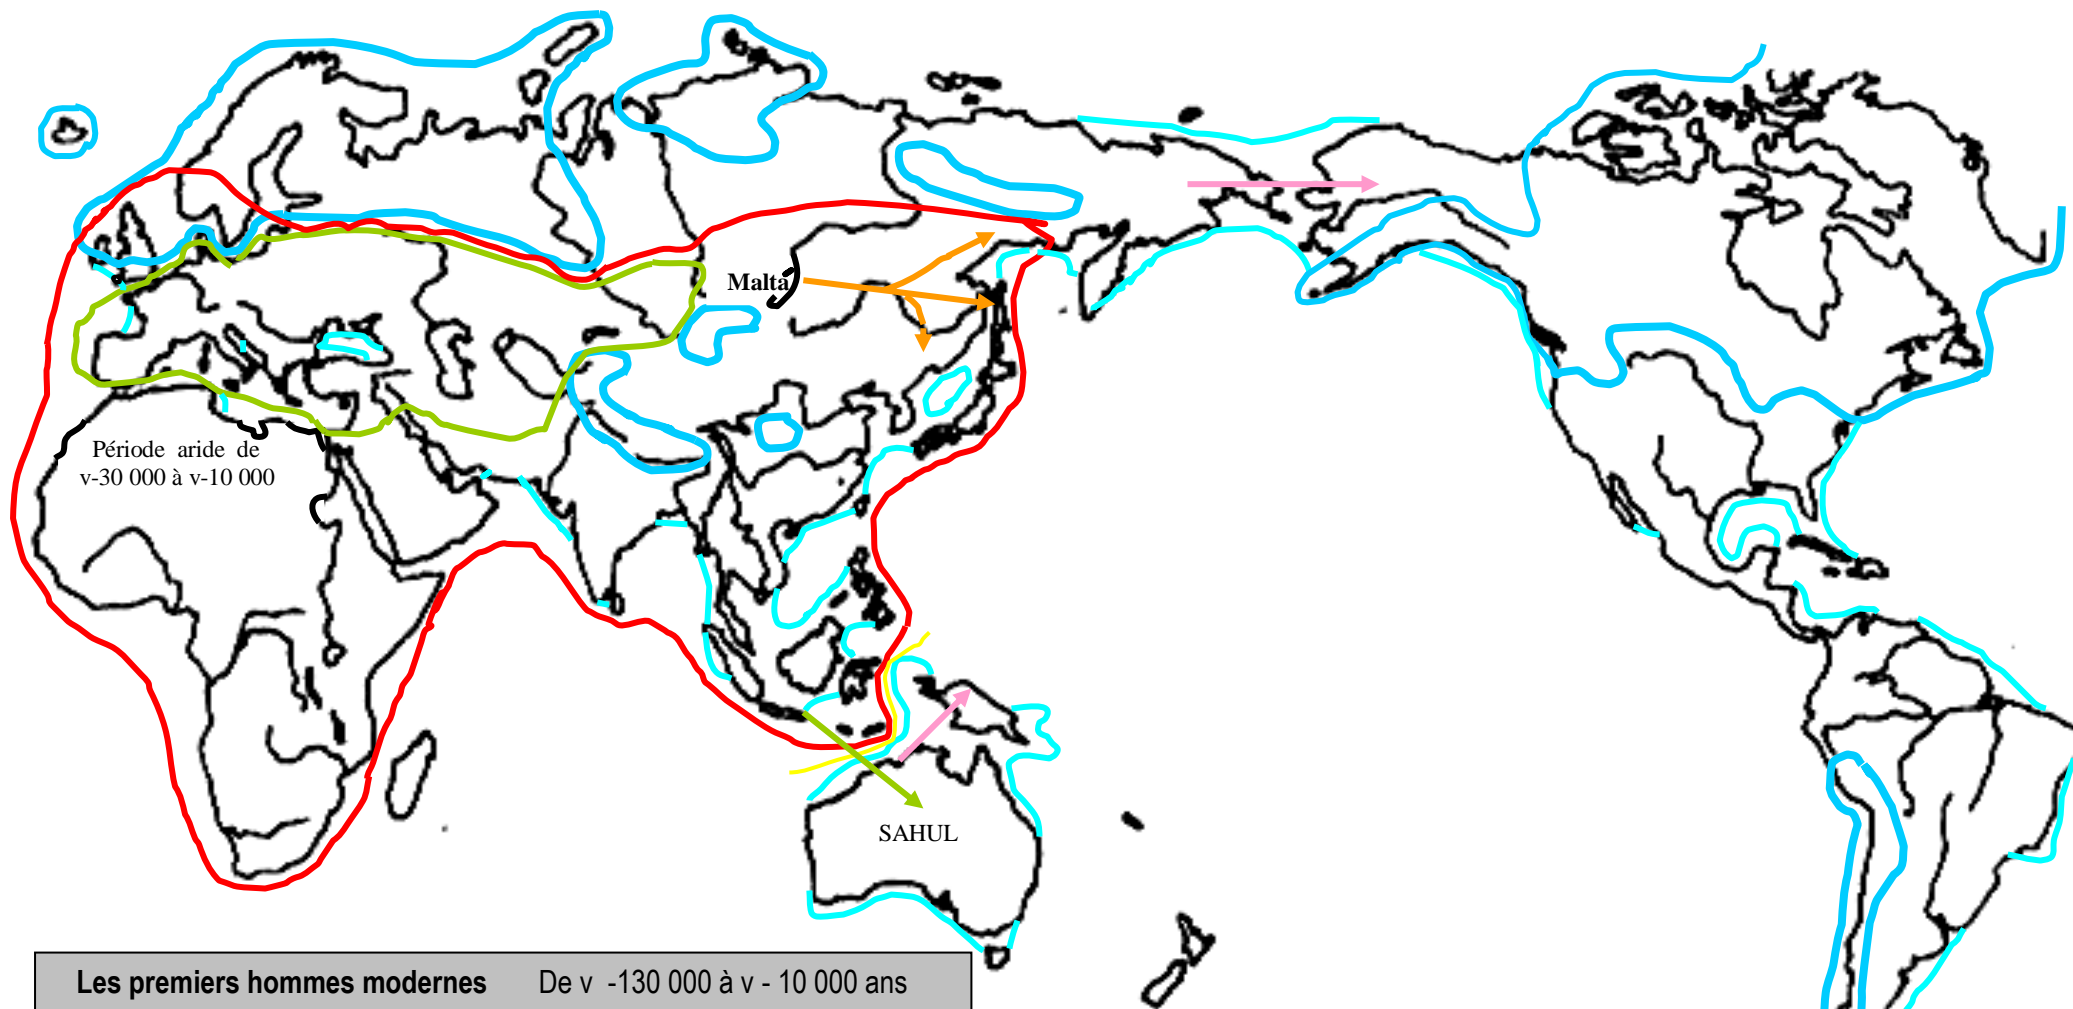 Malta
Période aride de
v-30 000 à v-10 000
SAHUL
Les premiers hommes modernes De v -130 000 à v - 10 000 ans